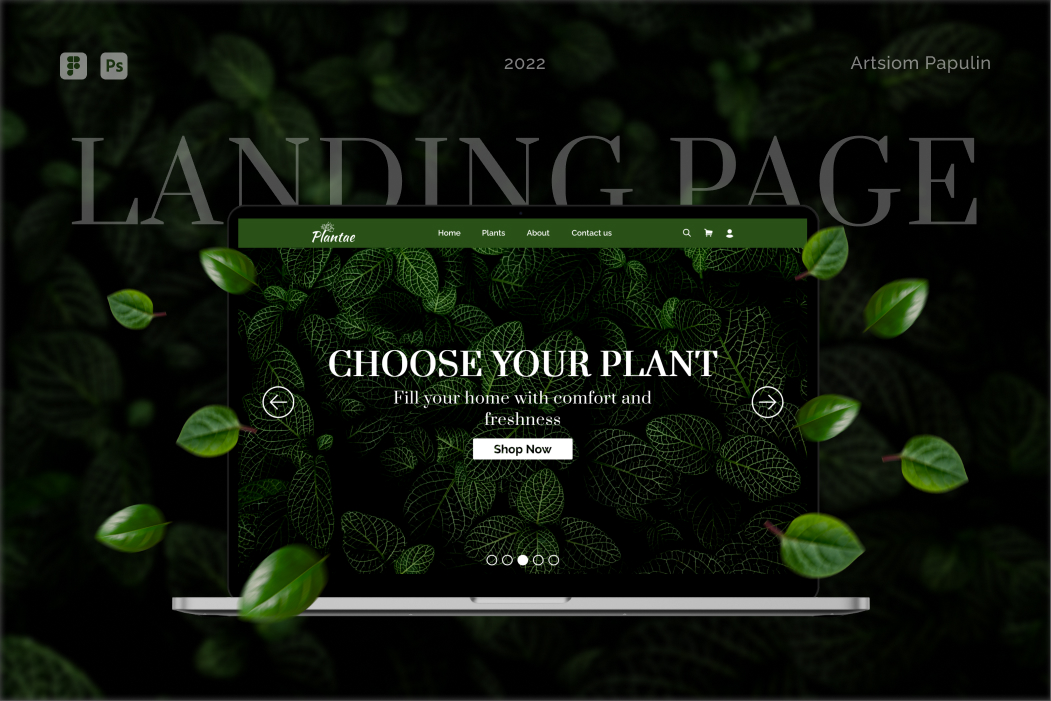 Ps
2022
Artsiom Papulin
LANDING PAGE
Plantae
Home
Plants
About
Contact us
CHOOSE YOUR PLANT
Fill your home with comfort and
freshness
Shop Now